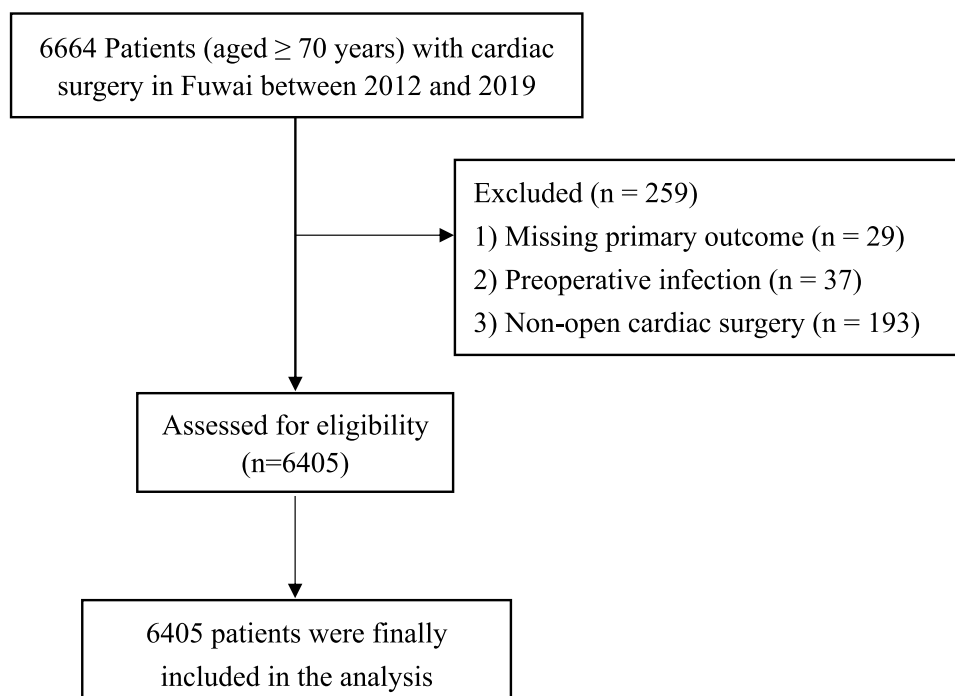 6664 Patients (aged ≥ 70 years) with cardiac
surgery in Fuwai between 2012 and 2019
Excluded (n = 259)
1) Missing primary outcome (n = 29)
2) Preoperative infection (n = 37)
3) Non-open cardiac surgery (n = 193)
Assessed for eligibility
(n=6405)
6405 patients were finally
included in the analysis